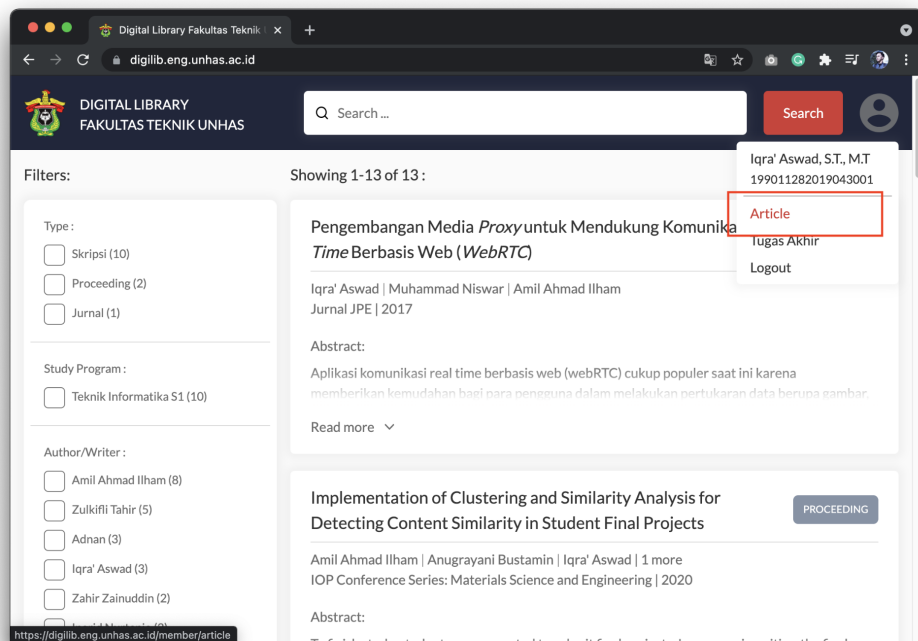 Digital Library Fakultas Teknik
digilib.eng.unhas.ac.id
DIGITAL LIBRARY
FAKULTAS TEKNIK UNHAS
Search ...
Search
Iqra' Aswad, S.T., M.T
199011282019043001
Article
Tugas Akhir
Logout
Filters:
Type :
Skripsi (10)
Proceeding (2)
Jurnal (1)
Study Program :
Teknik Informatika S1 (10)
Author/Writer :
Amil Ahmad Ilham (8)
Zulkifli Tahir (5)
Adnan (3)
Iqra' Aswad (3)
Zahir Zainuddin (2)
https://digilib.eng.unhas.ac.id/member/article
Showing 1-13 of 13 :
Pengembangan Media Proxy untuk Mendukung Komunika
Time Berbasis Web (WebRTC)
Iqra' Aswad | Muhammad Niswar | Amil Ahmad Ilham
Jurnal JPE | 2017
Abstract:
Aplikasi komunikasi real time berbasis web (webRTC) cukup populer saat ini karena
memberikan kemudahan bagi para pengguna dalam melakukan pertukaran data berupa gambar,
Read more
Implementation of Clustering and Similarity Analysis for
Detecting Content Similarity in Student Final Projects
PROCEEDING
Amil Ahmad Ilham | Anugrayani Bustamin | Iqra' Aswad | 1 more
IOP Conference Series: Materials Science and Engineering | 2020
Abstract: